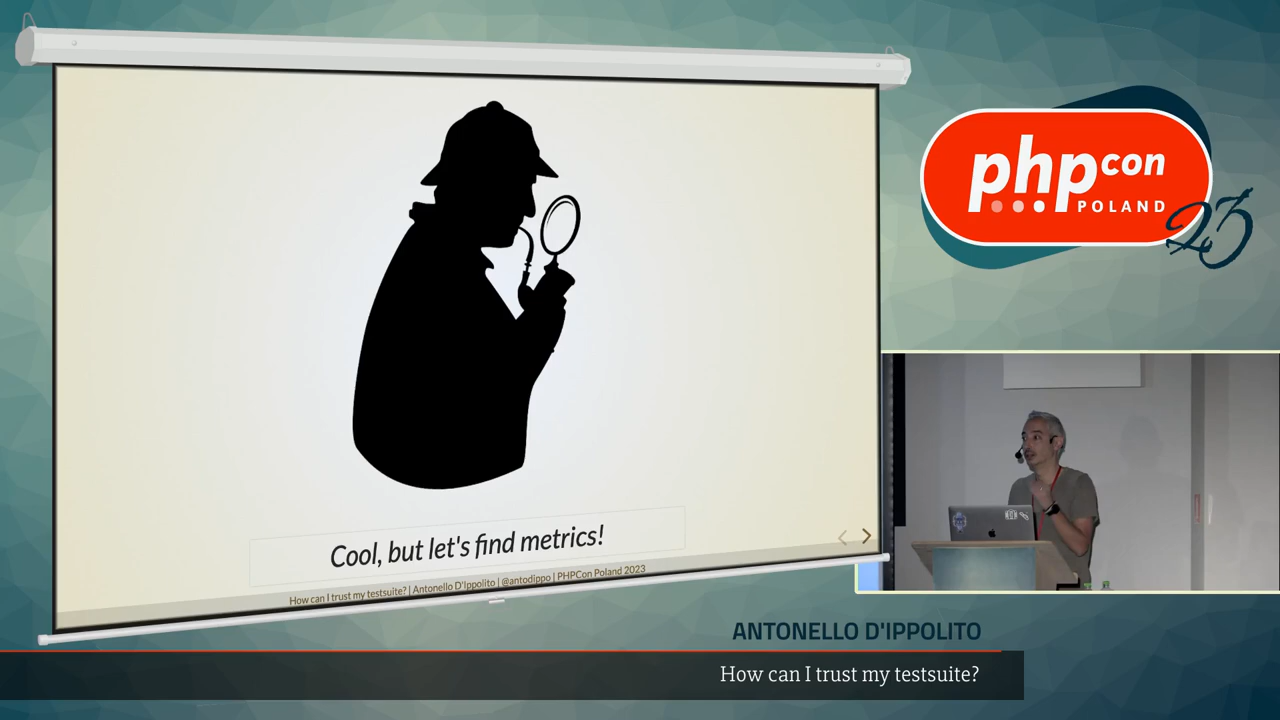 Cool, but let's find metrics!
How can I trust my testsuite? | Antonello D'Ippolito | @antodippo | PHPCon Poland 2023
php con
POLAND
23
ANTONELLO D'IPPOLITO
How can I trust my testsuite?